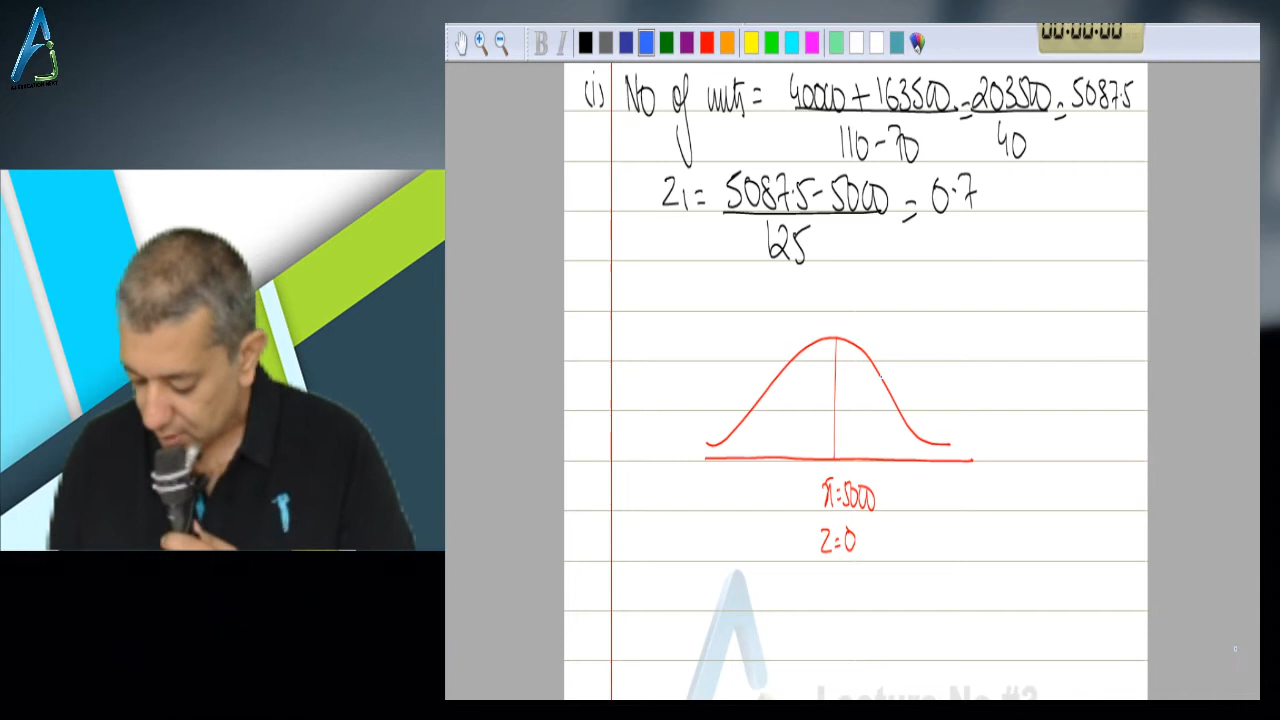 00:00:00
B I
(i) No of units = 40000 + 163500 = 203500 = 5087.5
110 - 70 40
Z1 = 5087.5 - 5000 = 0.7
125
x̄=5000
Z=0
Lecture No #3